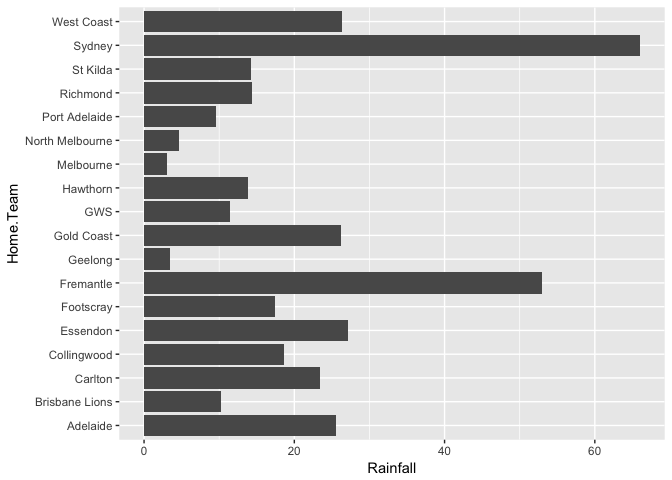 West Coast
Sydney
St Kilda
Richmond
Port Adelaide
North Melbourne
Melbourne
Hawthorn
GWS
Gold Coast
Geelong
Fremantle
Footscray
Essendon
Collingwood
Carlton
Brisbane Lions
Adelaide
Home.Team
0 20 40 60
Rainfall